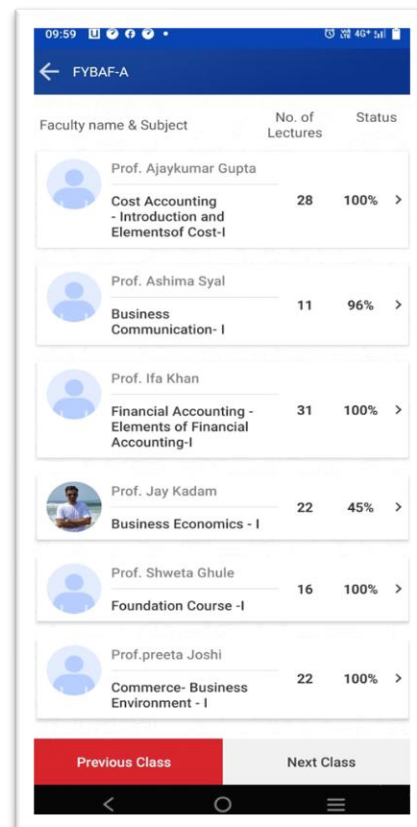 09:59
FYBAF-A
Faculty name & Subject
No. of
Lectures
Status
Prof. Ajaykumar Gupta
Cost Accounting
- Introduction and
Elementsof Cost-I
28 100% >
Prof. Ashima Syal
Business
Communication- I
11 96% >
Prof. Ifa Khan
Financial Accounting -
Elements of Financial
Accounting-I
31 100% >
Prof. Jay Kadam
Business Economics - I
22 45% >
Prof. Shweta Ghule
Foundation Course -I
16 100% >
Prof.preeta Joshi
Commerce- Business
Environment - I
22 100% >
Previous Class
Next Class